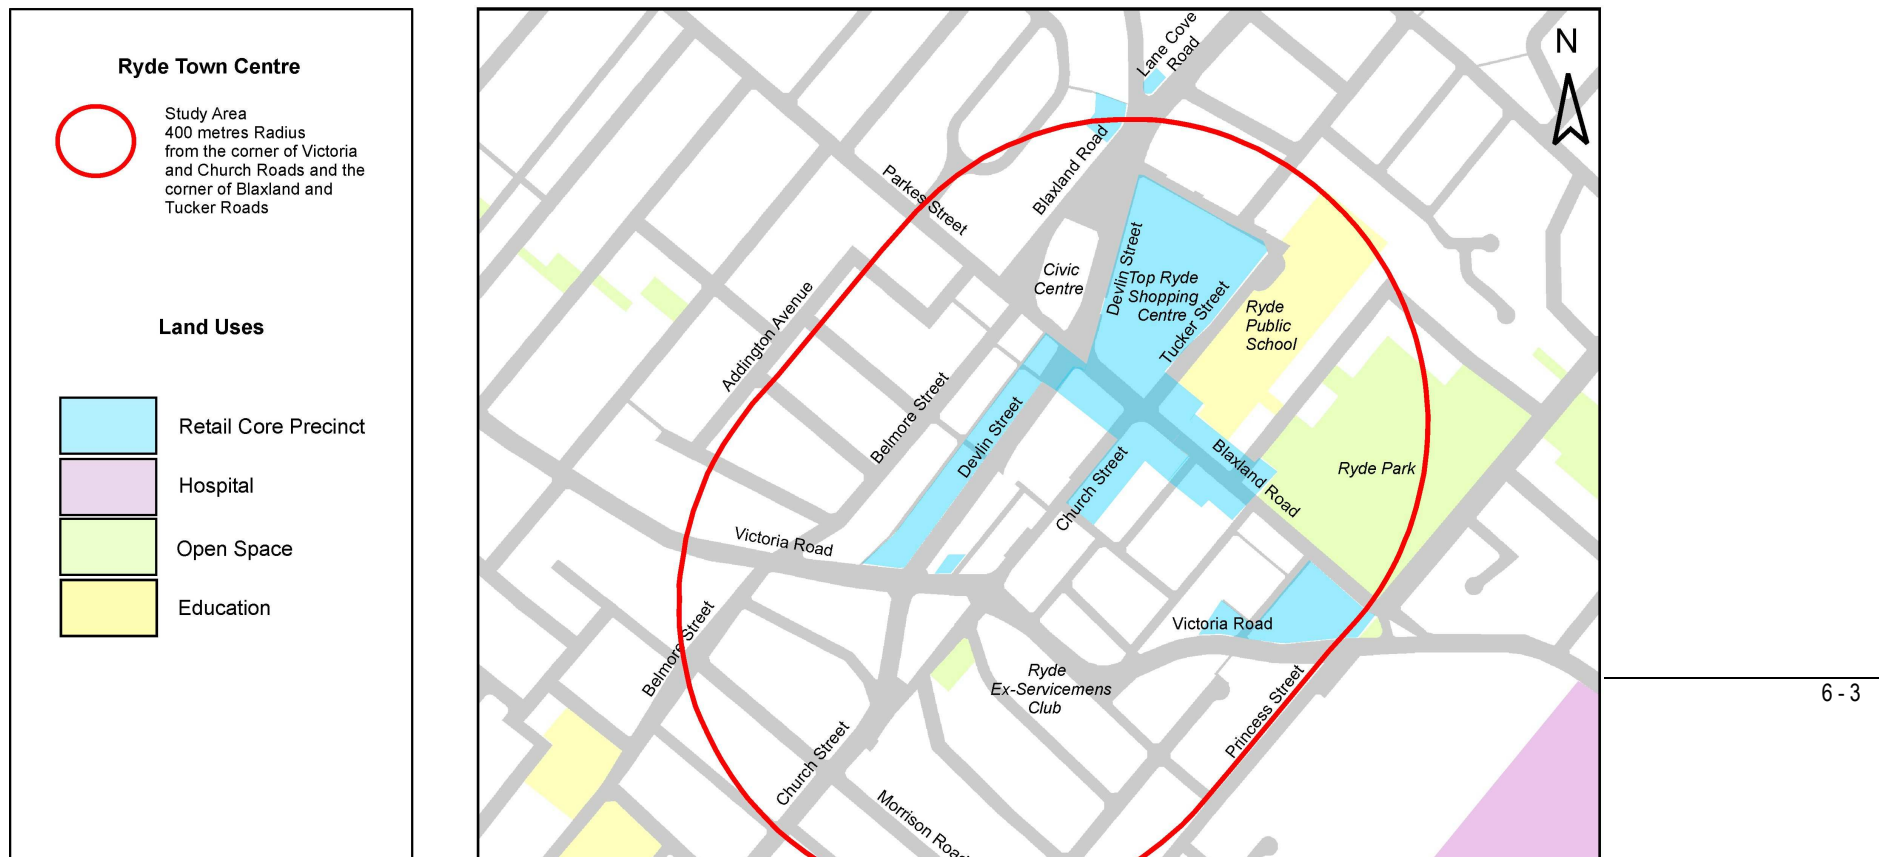 Ryde Town Centre
Study Area
400 metres Radius
from the corner of Victoria
and Church Roads and the
corner of Blaxland and
Tucker Roads
Land Uses
Retail Core Precinct
Hospital
Open Space
Education
Lane Cove
Road
N
Blaxland Road
Parkes Street
Devlin Street
Civic
Centre
Top Ryde
Shopping
Centre
Tucker Street
Ryde
Public
School
Addington Avenue
Belmore Street
Devlin Street
Church Street
Blaxland Road
Ryde Park
Victoria Road
Victoria Road
Belmore Street
Ryde
Ex-Servicemens
Club
Princess Street
Church Street
Morrison Road
6 - 3